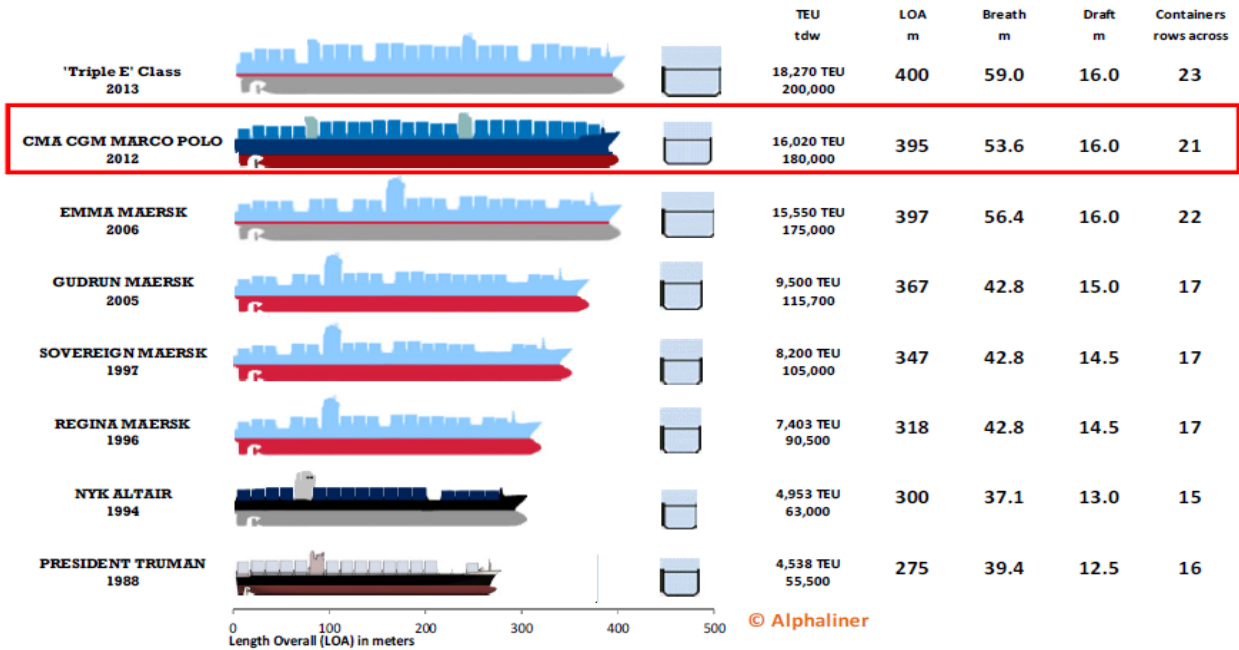 TEU LOA Breath Draft Containers
tdw m m m rows across
'Triple E' Class 18,270 TEU 400 59.0 16.0 23
2013 200,000
CMA CGM MARCO POLO 16,020 TEU 395 53.6 16.0 21
2012 180,000
EMMA MAERSK 15,550 TEU 397 56.4 16.0 22
2006 175,000
GUDRUN MAERSK 9,500 TEU 367 42.8 15.0 17
2005 115,700
SOVEREIGN MAERSK 8,200 TEU 347 42.8 14.5 17
1997 105,000
REGINA MAERSK 7,403 TEU 318 42.8 14.5 17
1996 90,500
NYK ALTAIR 4,953 TEU 300 37.1 13.0 15
1994 63,000
PRESIDENT TRUMAN 4,538 TEU 275 39.4 12.5 16
1988 55,500
0 100 200 300 400 500
Length Overall (LOA) in meters
© Alphaliner